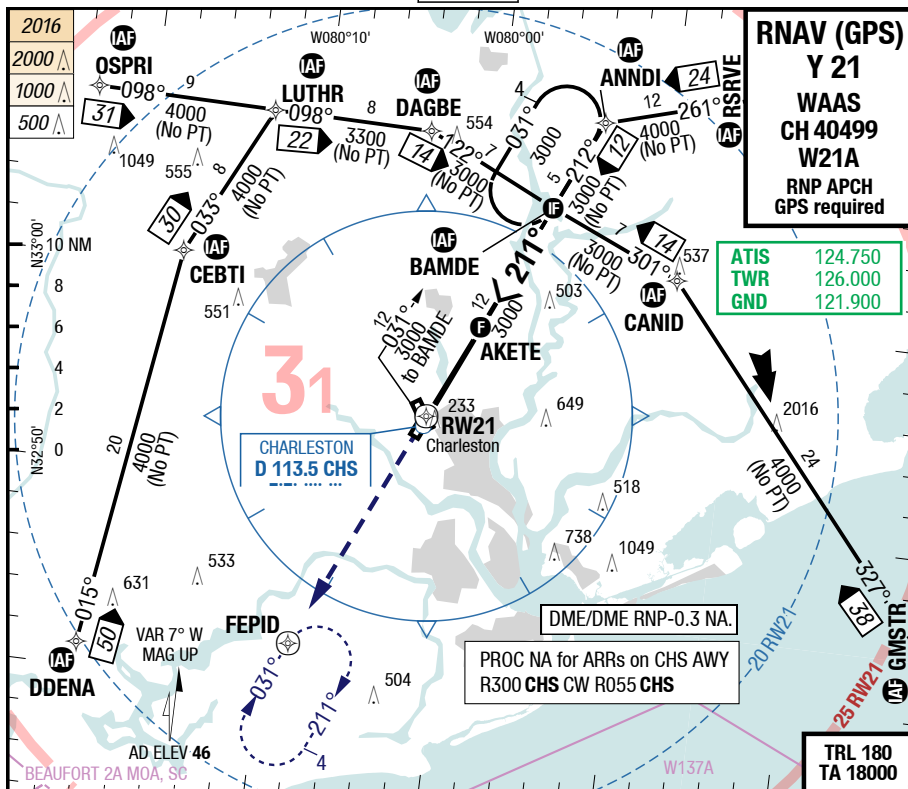 2016
2000
1000
500
IAF
OSPRI
9
098°
4000
(No PT)
31
1049
555
W080°10'
IAF
LUTHR
098°
8
22
3300
(No PT)
IAF
DAGBE
554
14
122°
7
3000
(No PT)
W080°00'
4
031°
3000
IAF
ANNDI
24
12
261°
4000
(No PT)
IAF RSRVE
12
212°
5
3000
(No PT)
RNAV (GPS)
Y 21
WAAS
CH 40499
W21A
RNP APCH
GPS required
ATIS 124.750
TWR 126.000
GND 121.900
30
033°
8
4000
(No PT)
IAF
CEBTI
551
N33°00'
10 NM
8
6
4
2
0
N32°50'
IF
IAF
BAMDE
211°
12
3000
F
AKETE
503
7
3000
(No PT)
301°
14
537
IAF
CANID
031°
12
3000
to BAMDE
31
233
RW21
Charleston
CHARLESTON
D 113.5 CHS
649
2016
24
4000
(No PT)
327°
38
IAF GMSTR
20
4000
(No PT)
015°
50
IAF
DDENA
631
533
518
738
1049
VAR 7° W
MAG UP
FEPID
031°
211°
4
504
AD ELEV 46
BEAUFORT 2A MOA, SC
DME/DME RNP-0.3 NA.
PROC NA for ARRs on CHS AWY
R300 CHS CW R055 CHS
20 RW21
25 RW21
W137A
TRL 180
TA 18000